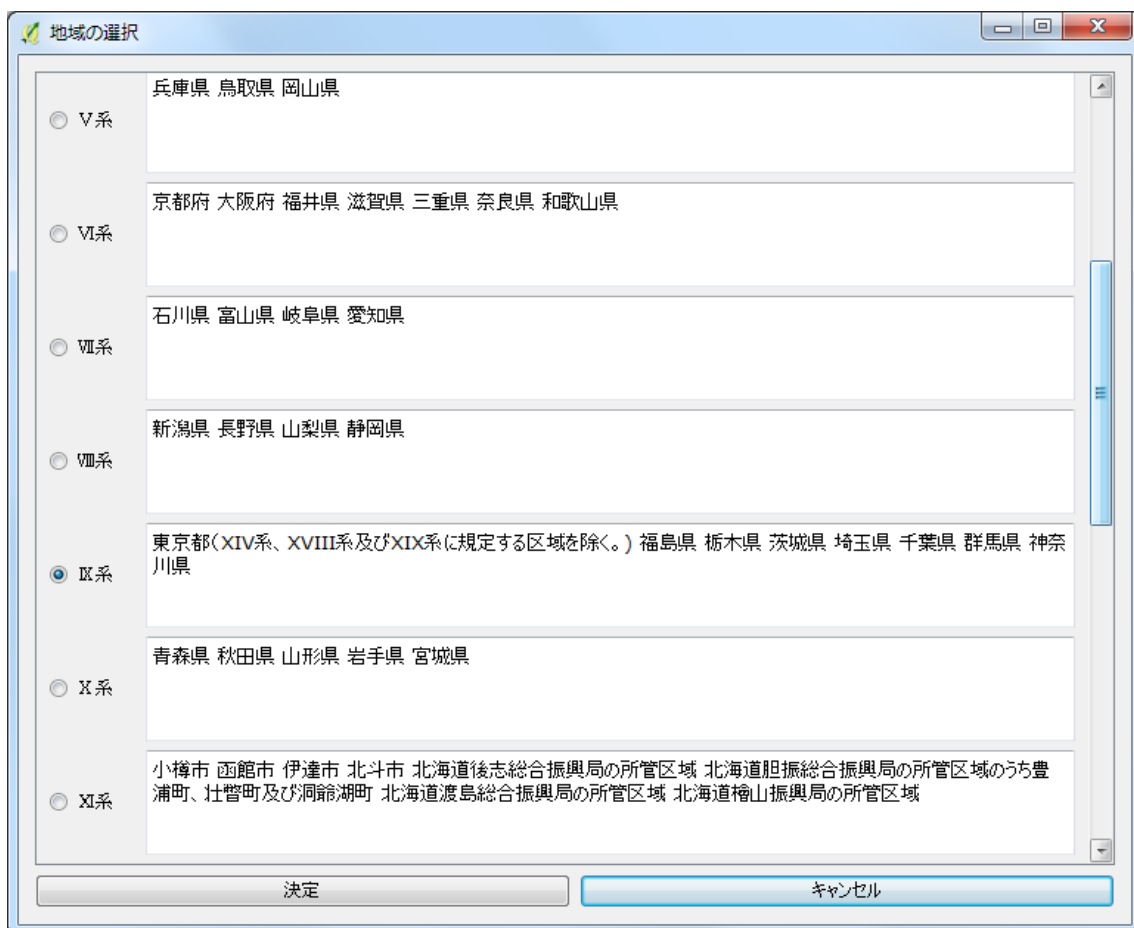 地域の選択
兵庫県 鳥取県 岡山県
Ⅴ系
京都府 大阪府 福井県 滋賀県 三重県 奈良県 和歌山県
Ⅵ系
石川県 富山県 岐阜県 愛知県
Ⅶ系
新潟県 長野県 山梨県 静岡県
Ⅷ系
東京都(XIV系、XVIII系及びXIX系に規定する区域を除く。) 福島県 栃木県 茨城県 埼玉県 千葉県 群馬県 神奈
川県
Ⅸ系
青森県 秋田県 山形県 岩手県 宮城県
Ⅹ系
小樽市 函館市 伊達市 北斗市 北海道後志総合振興局の所管区域 北海道胆振総合振興局の所管区域のうち豊
浦町、壮瞥町及び洞爺湖町 北海道渡島総合振興局の所管区域 北海道檜山振興局の所管区域
Ⅺ系
決定
キャンセル